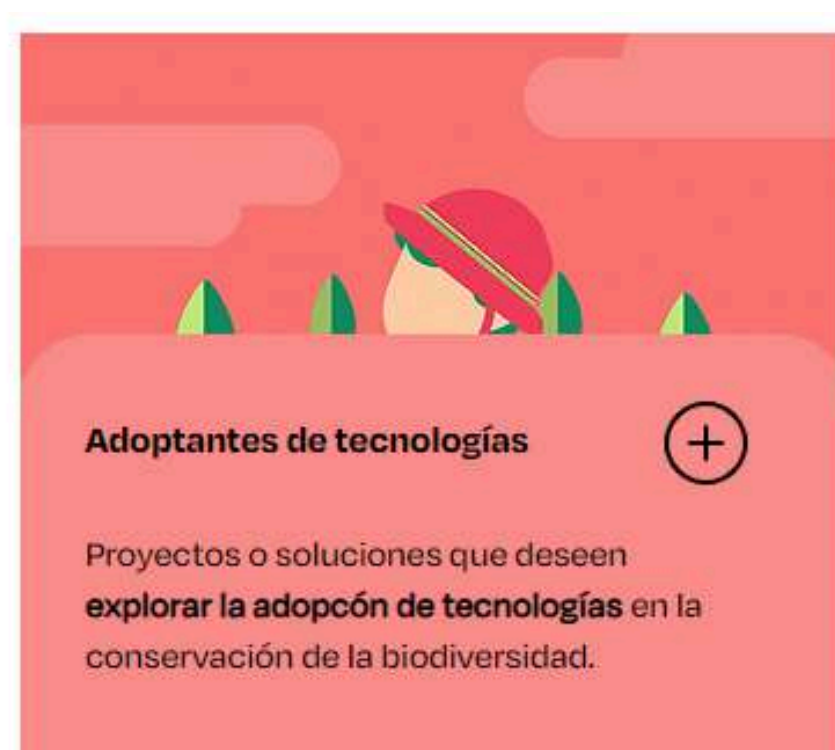 Adoptantes de tecnologías
Proyectos o soluciones que deseen
explorar la adopcón de tecnologías en la
conservación de la biodiversidad.